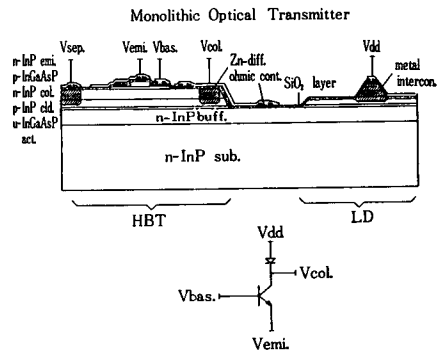 Monolithic Optical Transmitter
Vsep. Vemi. Vbas. Vcol. Zn-diff. ohmic cont. SiO₂ layer Vdd metal intercon.
n-InP emi.
p-InGaAsP
n-InP col.
p-InP cld.
u-InGaAsP act.
n-InP buff.
n-InP sub.
HBT LD
Vdd
Vcol.
Vbas.
Vemi.